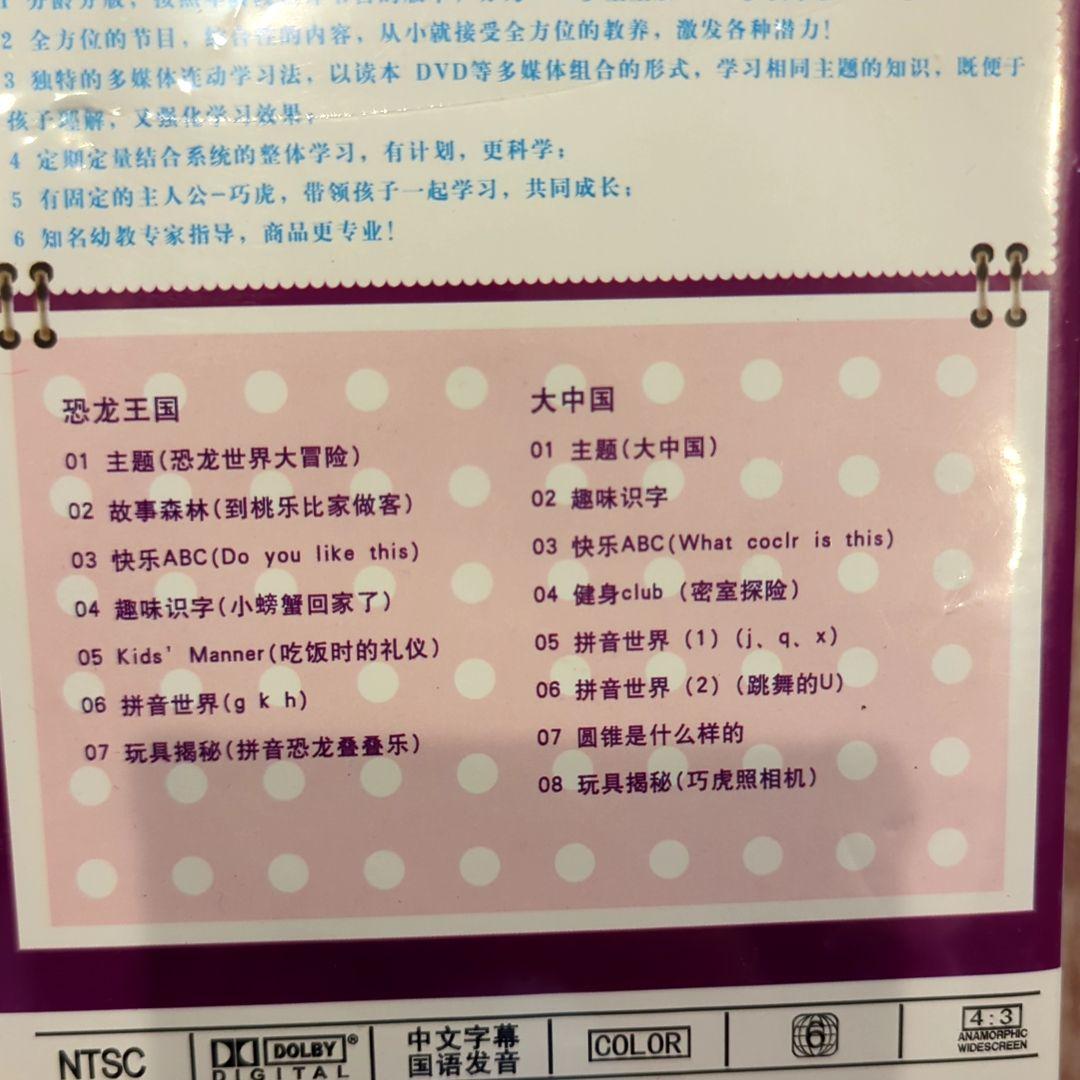 2 全方位的节目，综合性的内容，从小就接受全方位的教养，激发各种潜力！
3 独特的多媒体连动学习法，以读本 DVD等多媒体组合的形式，学习相同主题的知识，既便于
孩子理解，又强化学习效果；
4 定期定量结合系统的整体学习，有计划，更科学；
5 有固定的主人公-巧虎，带领孩子一起学习，共同成长；
6 知名幼教专家指导，商品更专业！
恐龙王国
01 主题(恐龙世界大冒险)
02 故事森林(到桃乐比家做客)
03 快乐ABC(Do you like this)
04 趣味识字(小螃蟹回家了)
05 Kids' Manner(吃饭时的礼仪)
06 拼音世界(g k h)
07 玩具揭秘(拼音恐龙叠叠乐)
大中国
01 主题(大中国)
02 趣味识字
03 快乐ABC(What coclr is this)
04 健身club (密室探险)
05 拼音世界 (1) (j、q、x)
06 拼音世界 (2) (跳舞的U)
07 圆锥是什么样的
08 玩具揭秘(巧虎照相机)
NTSC
DOLBY®
DIGITAL
中文字幕
国语发音
COLOR
6
4:3
ANAMORPHIC
WIDESCREEN